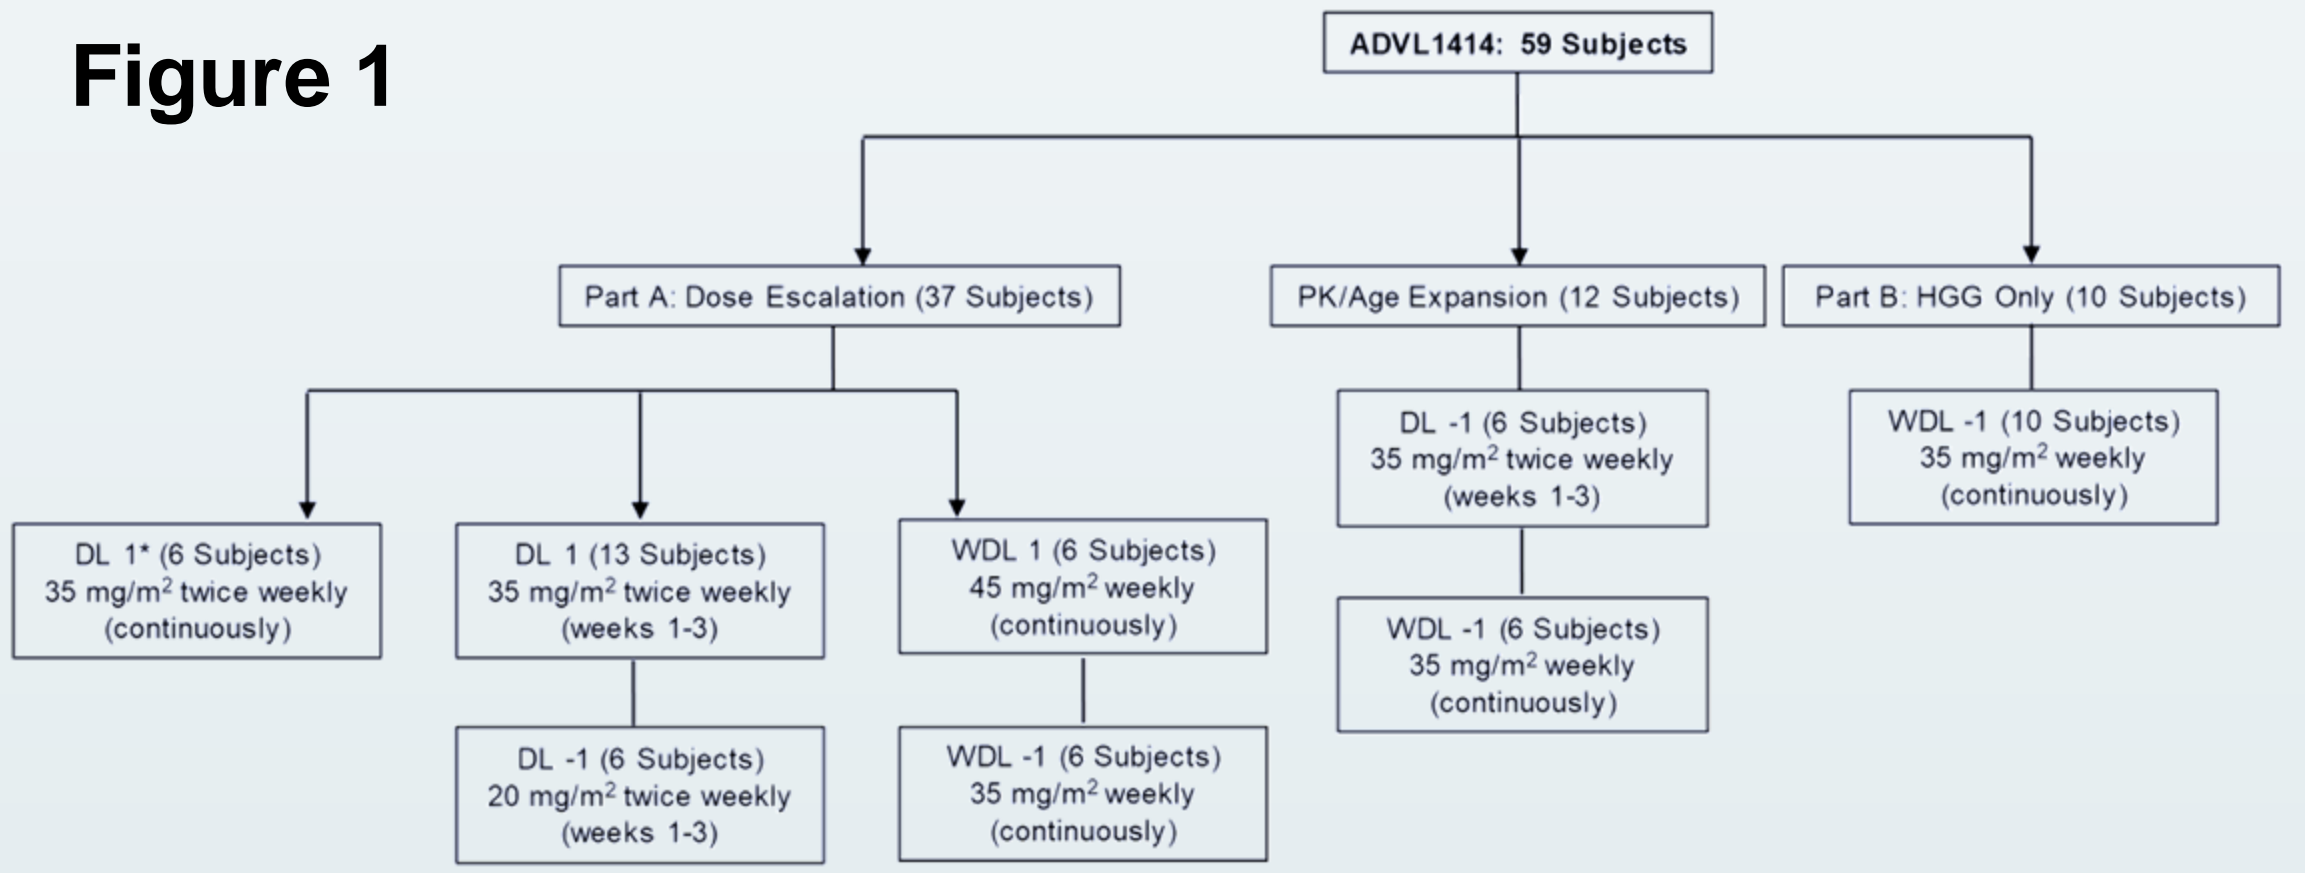 Figure 1
ADVL1414: 59 Subjects
Part A: Dose Escalation (37 Subjects)
PK/Age Expansion (12 Subjects)
Part B: HGG Only (10 Subjects)
DL 1* (6 Subjects)
35 mg/m² twice weekly
(continuously)
DL 1 (13 Subjects)
35 mg/m² twice weekly
(weeks 1-3)
DL -1 (6 Subjects)
20 mg/m² twice weekly
(weeks 1-3)
WDL 1 (6 Subjects)
45 mg/m² weekly
(continuously)
WDL -1 (6 Subjects)
35 mg/m² weekly
(continuously)
DL -1 (6 Subjects)
35 mg/m² twice weekly
(weeks 1-3)
WDL -1 (6 Subjects)
35 mg/m² weekly
(continuously)
WDL -1 (10 Subjects)
35 mg/m² weekly
(continuously)